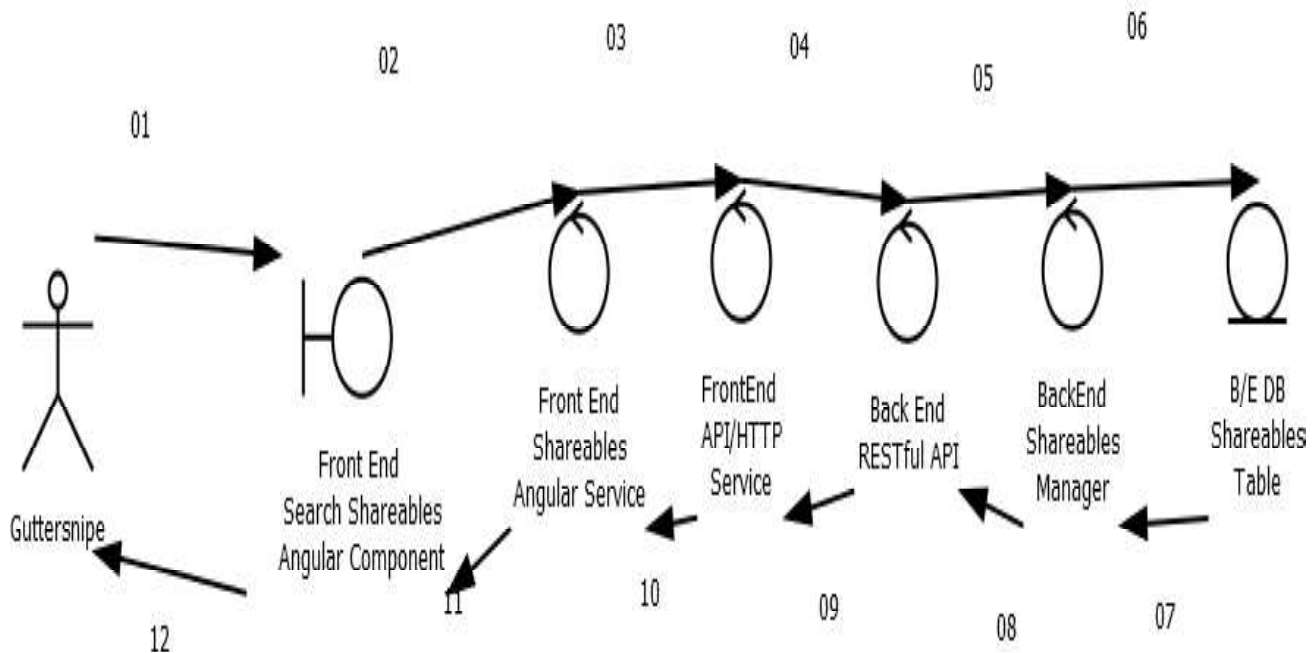 01
02
03
04
05
06
Guttersnipe
Front End
Search Shareables
Angular Component
Front End
Shareables
Angular Service
FrontEnd
API/HTTP
Service
Back End
RESTful API
BackEnd
Shareables
Manager
B/E DB
Shareables
Table
12
11
10
09
08
07